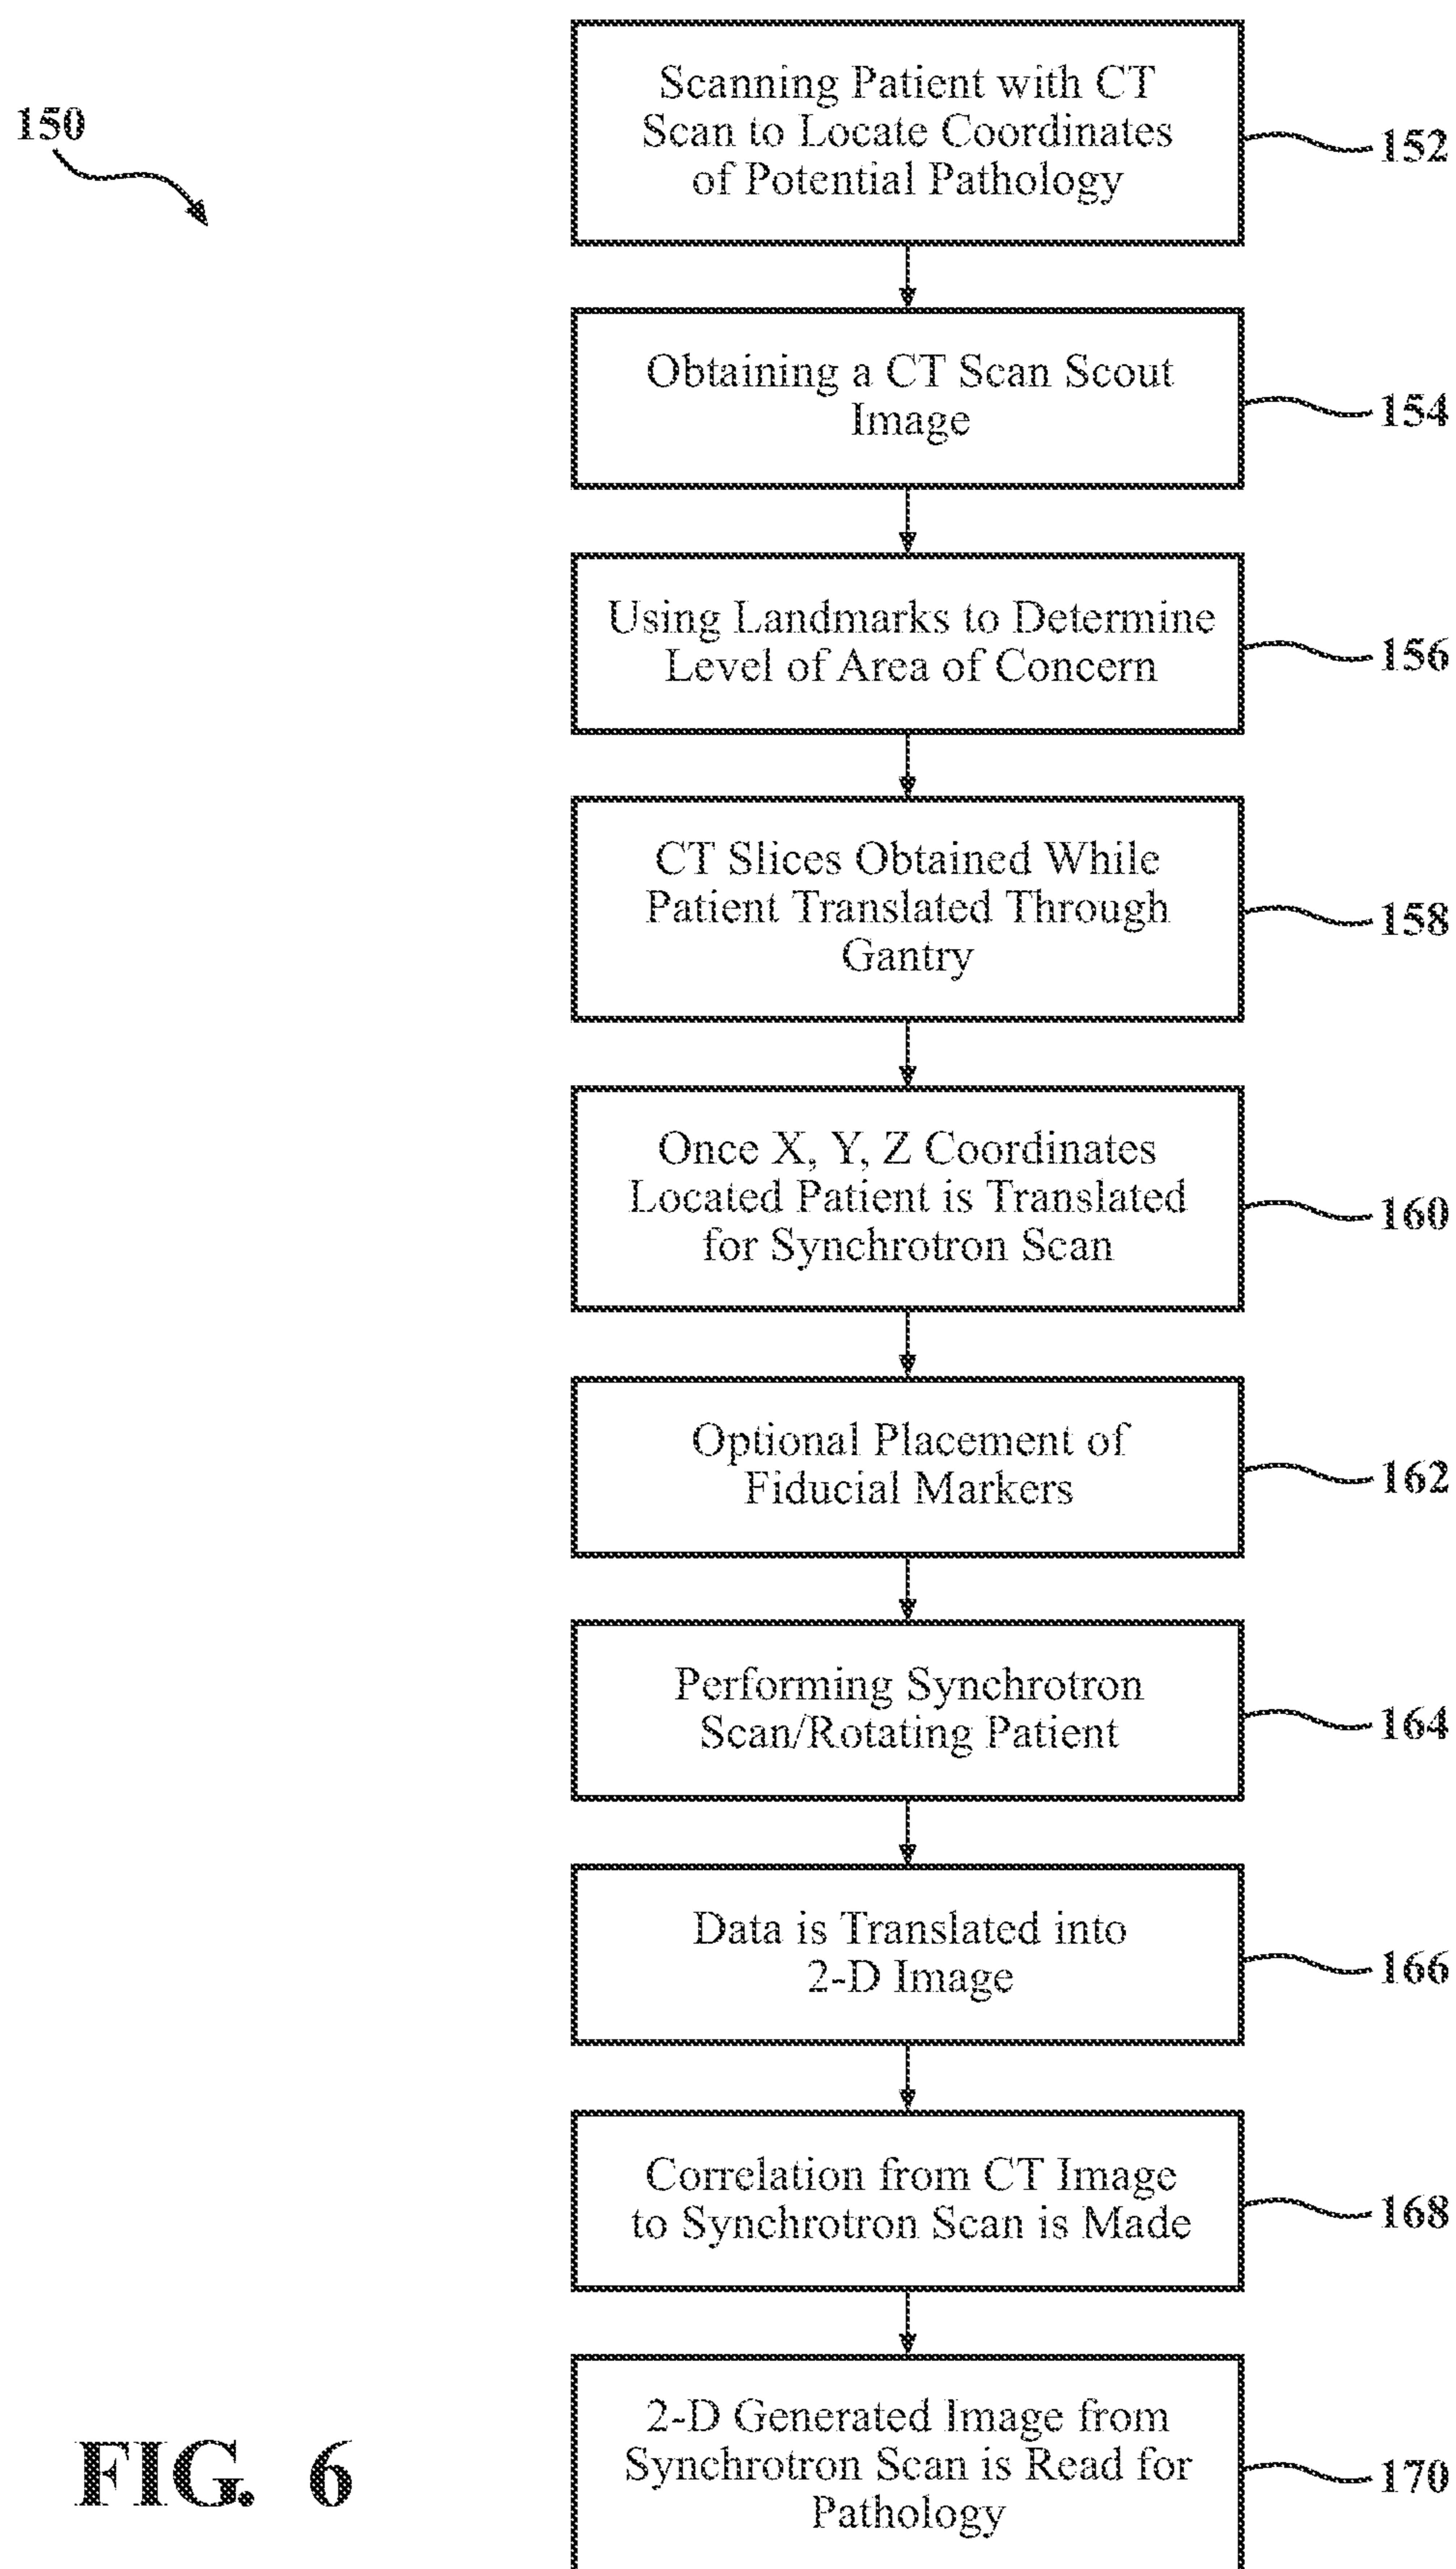 150
Scanning Patient with CT
Scan to Locate Coordinates
of Potential Pathology
152
Obtaining a CT Scan Scout
Image
154
Using Landmarks to Determine
Level of Area of Concern
156
CT Slices Obtained While
Patient Translated Through
Gantry
158
Once X, Y, Z Coordinates
Located Patient is Translated
for Synchrotron Scan
160
Optional Placement of
Fiducial Markers
162
Performing Synchrotron
Scan/Rotating Patient
164
Data is Translated into
2-D Image
166
Correlation from CT Image
to Synchrotron Scan is Made
168
2-D Generated Image from
Synchrotron Scan is Read for
Pathology
170
FIG. 6